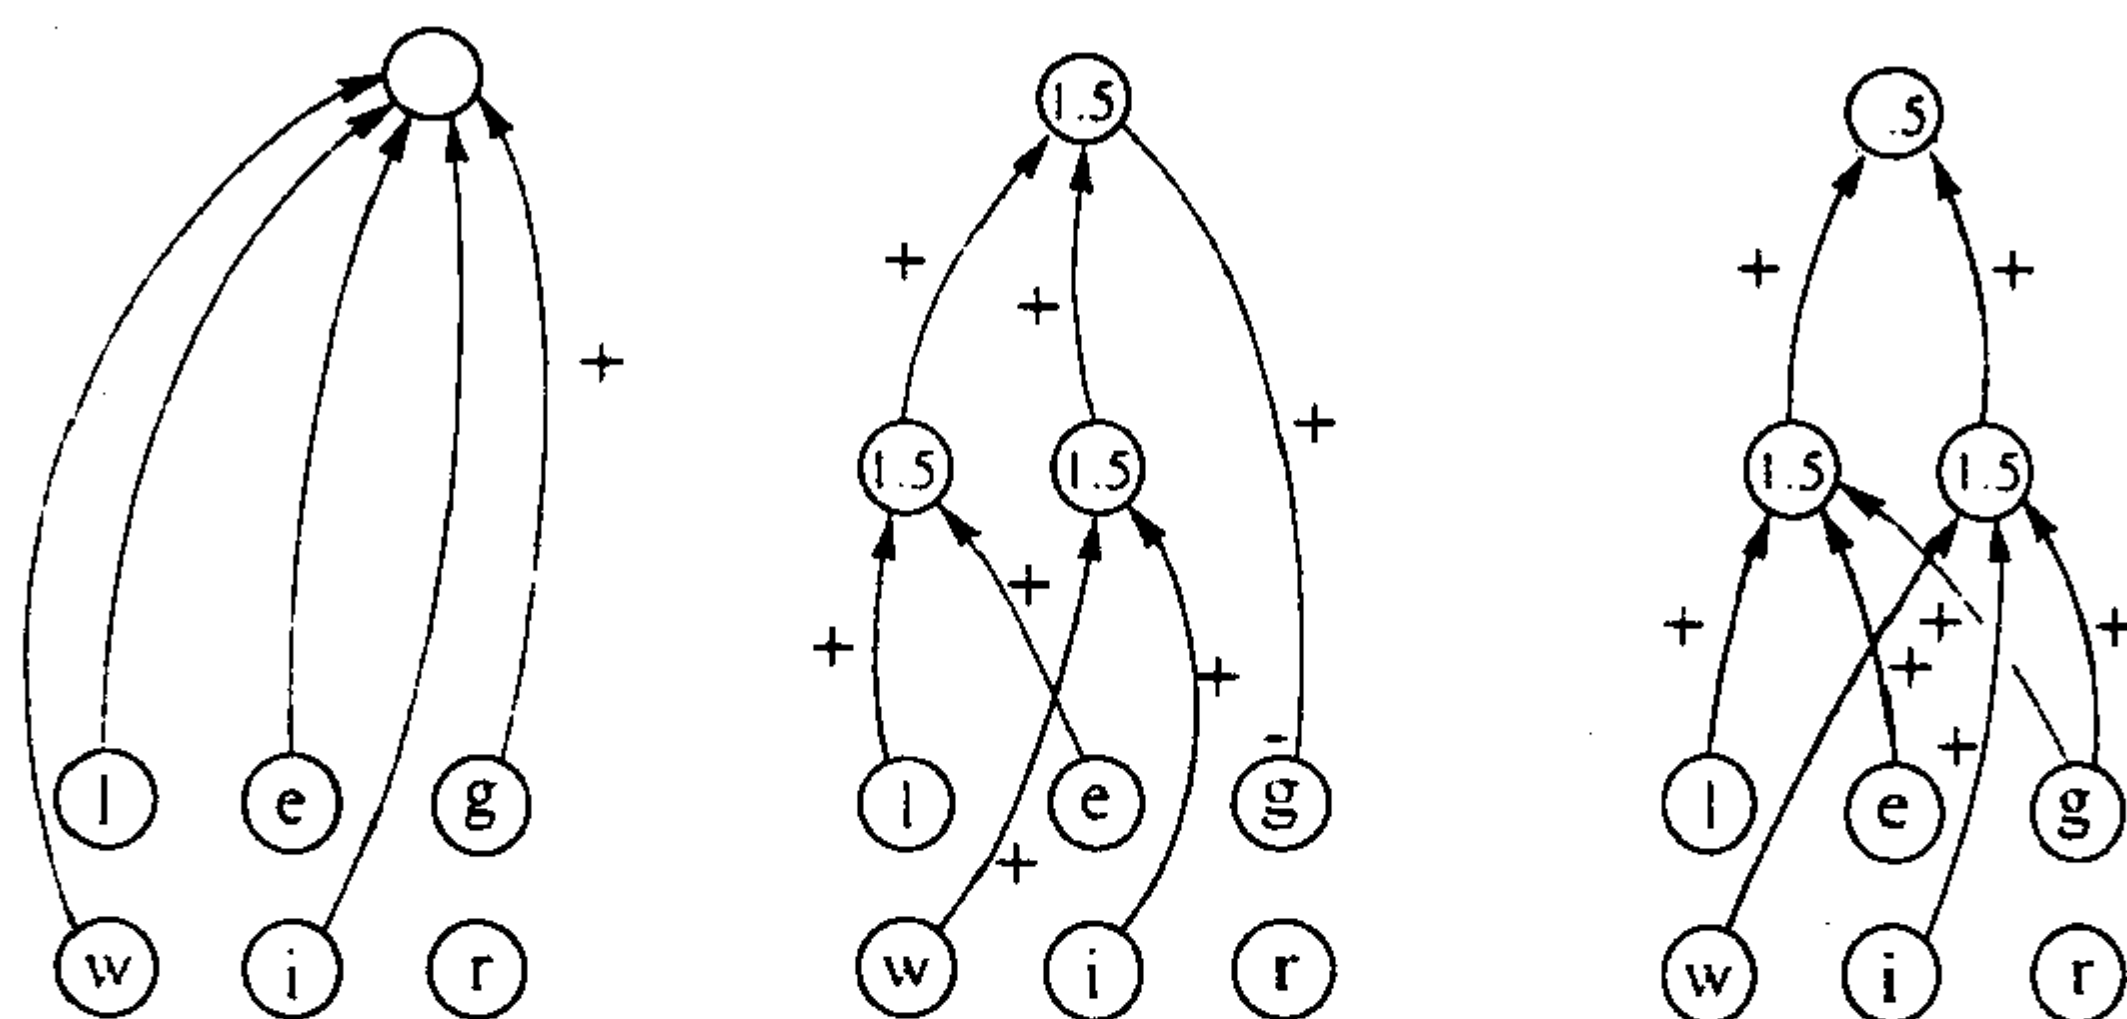 1.5 .5
+ + + +
+
+ +
1.5 1.5 1.5 1.5
+
+ + + + +
+ +
-
l e g l e g l e g
+
w i r w i r w i r